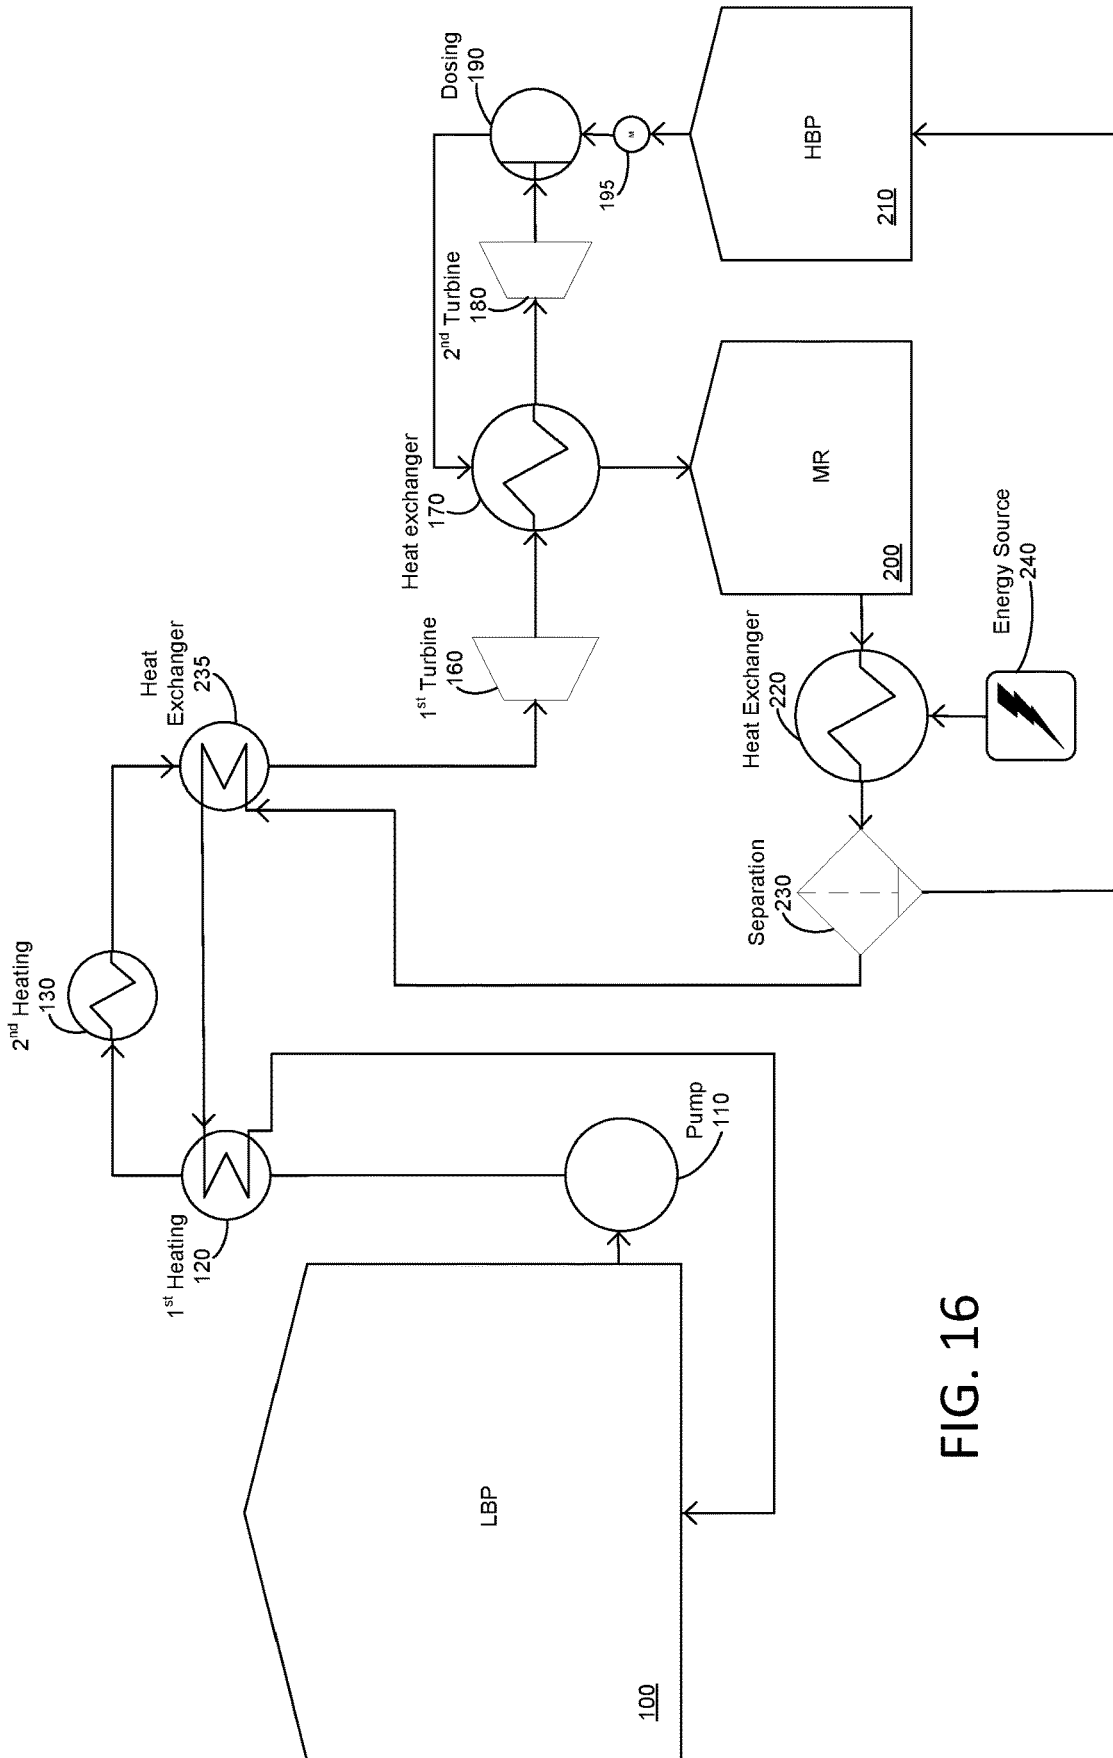 2nd Heating
130
Heat
Exchanger
235
1st Heating
120
Pump
110
LBP
100
1st Turbine
160
Heat exchanger
170
2nd Turbine
180
Dosing
190
M
195
HBP
210
MR
200
Heat Exchanger
220
Separation
230
Energy Source
240
FIG. 16